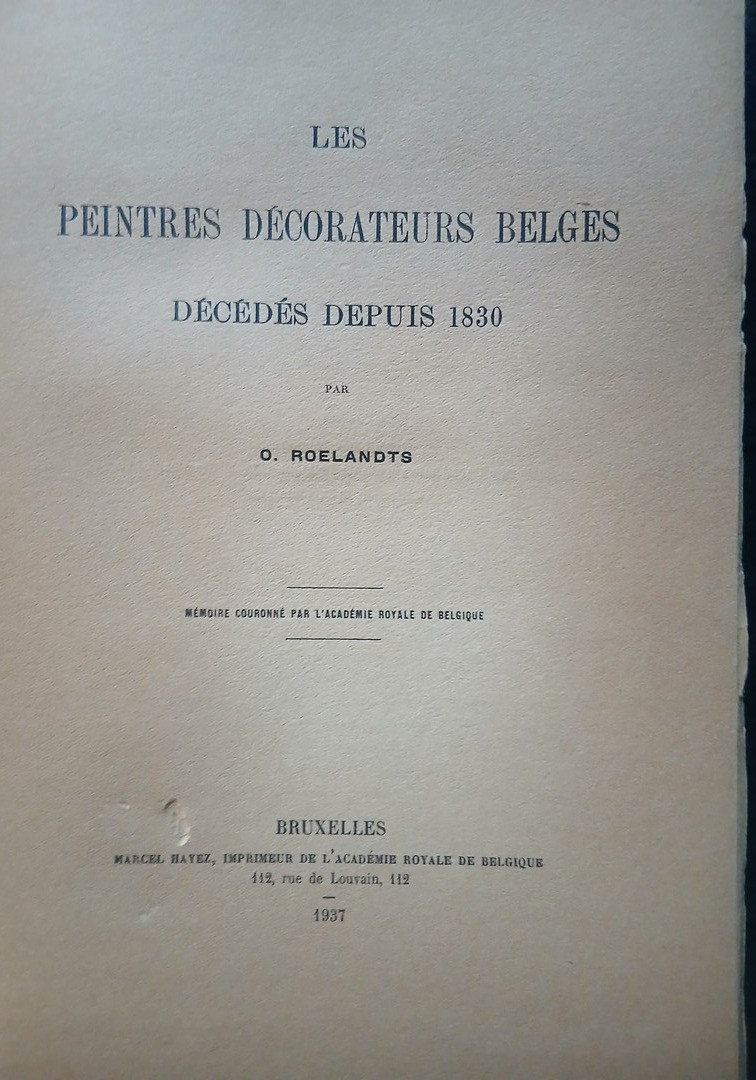 LES
PEINTRES DÉCORATEURS BELGES
DÉCÉDÉS DEPUIS 1830
PAR
O. ROELANDTS
MÉMOIRE COURONNÉ PAR L'ACADÉMIE ROYALE DE BELGIQUE
BRUXELLES
MARCEL HAYEZ, IMPRIMEUR DE L'ACADÉMIE ROYALE DE BELGIQUE
112, rue de Louvain, 112
1937